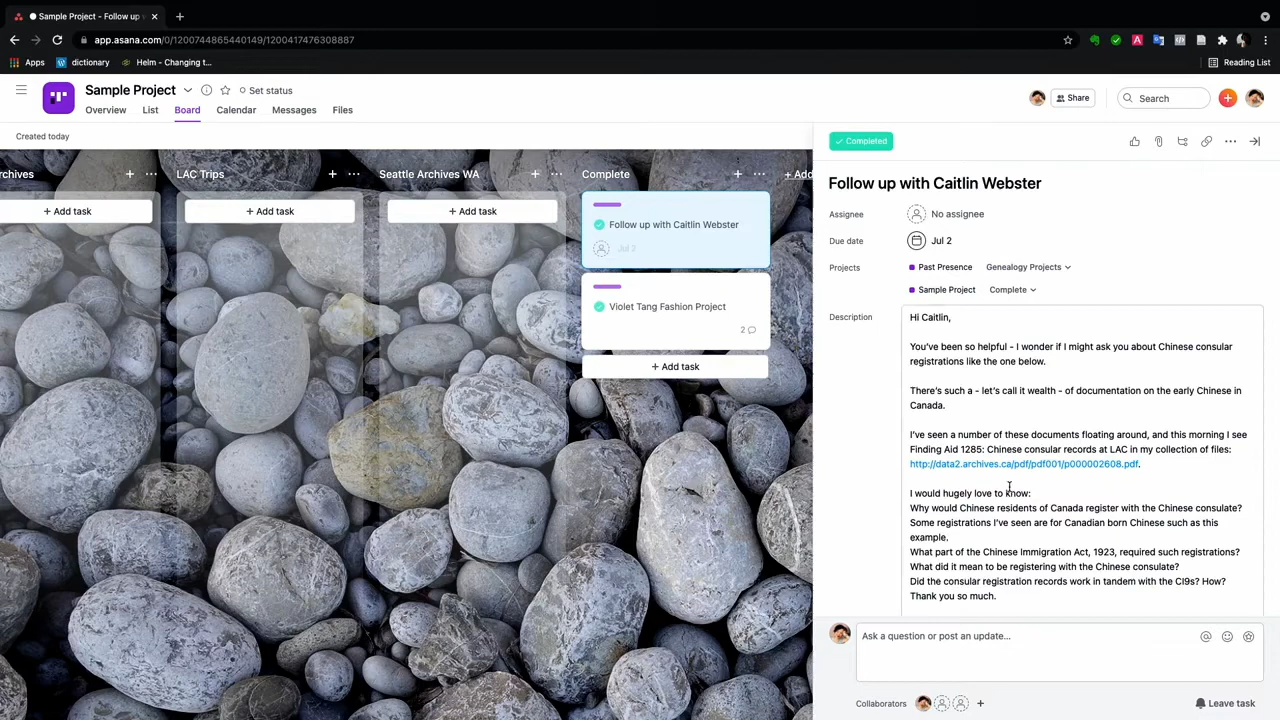 Sample Project - Follow up w
app.asana.com/0/1200744865440149/1200417476308887
Apps
dictionary
Helm - Changing t...
Reading List
Sample Project
Set status
Overview
List
Board
Calendar
Messages
Files
Share
Search
Created today
Completed
rchives
LAC Trips
Seattle Archives WA
Complete
+ Add
+ Add task
+ Add task
+ Add task
Follow up with Caitlin Webster
Jul 2
Violet Tang Fashion Project
2
+ Add task
Follow up with Caitlin Webster
Assignee
No assignee
Due date
Jul 2
Projects
Past Presence
Genealogy Projects
Sample Project
Complete
Description
Hi Caitlin,
You've been so helpful - I wonder if I might ask you about Chinese consular
registrations like the one below.
There's such a - let's call it wealth - of documentation on the early Chinese in
Canada.
I've seen a number of these documents floating around, and this morning I see
Finding Aid 1285: Chinese consular records at LAC in my collection of files:
http://data2.archives.ca/pdf/pdf001/p000002608.pdf.
I would hugely love to know:
Why would Chinese residents of Canada register with the Chinese consulate?
Some registrations I've seen are for Canadian born Chinese such as this
example.
What part of the Chinese Immigration Act, 1923, required such registrations?
What did it mean to be registering with the Chinese consulate?
Did the consular registration records work in tandem with the CI9s? How?
Thank you so much.
Ask a question or post an update...
Collaborators
Leave task